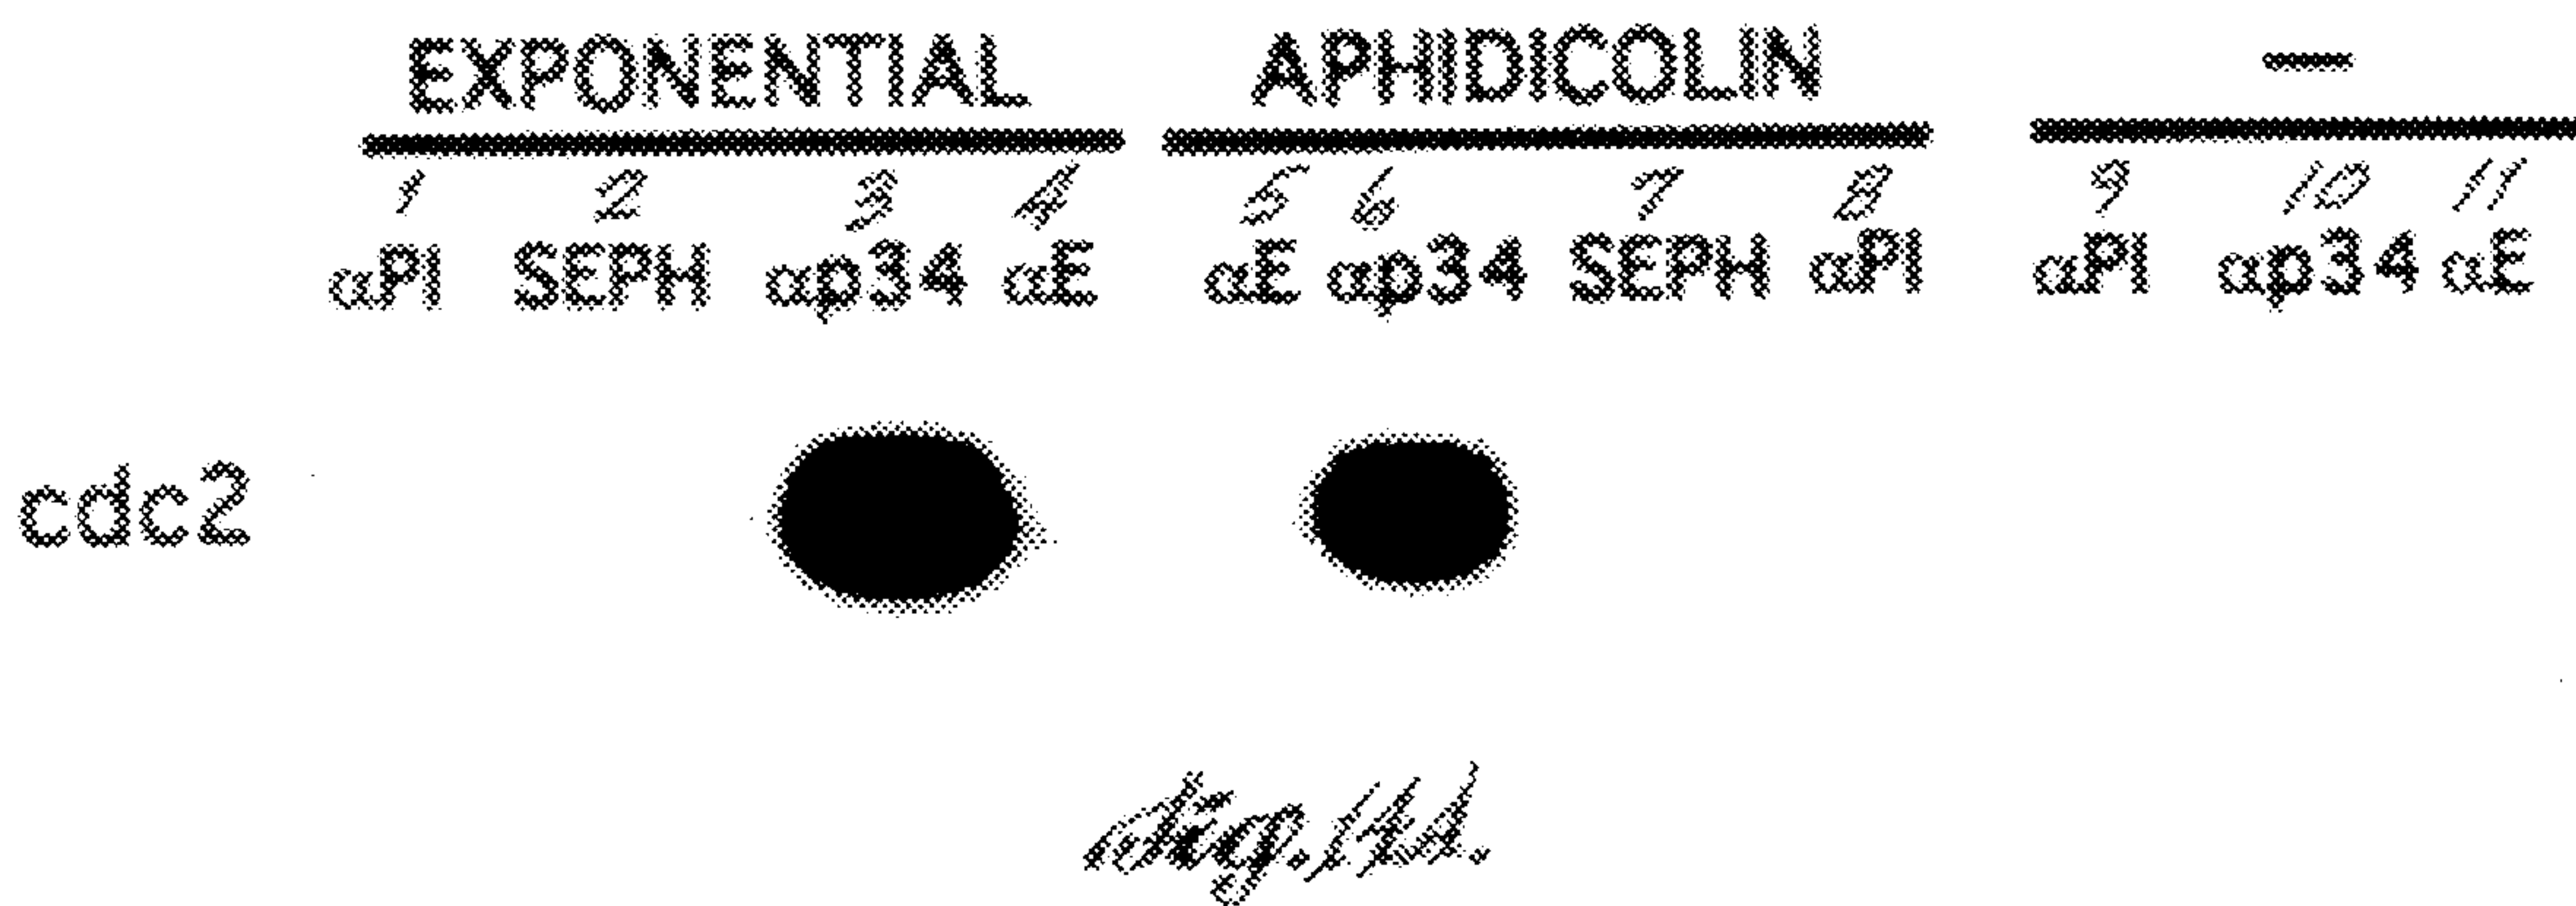 EXPONENTIAL APHIDICOLIN —
1 2 3 4 5 6 7 8 9 10 11
αPI SEPH αp34 αE αE αp34 SEPH αPI αPI αp34 αE
cdc2